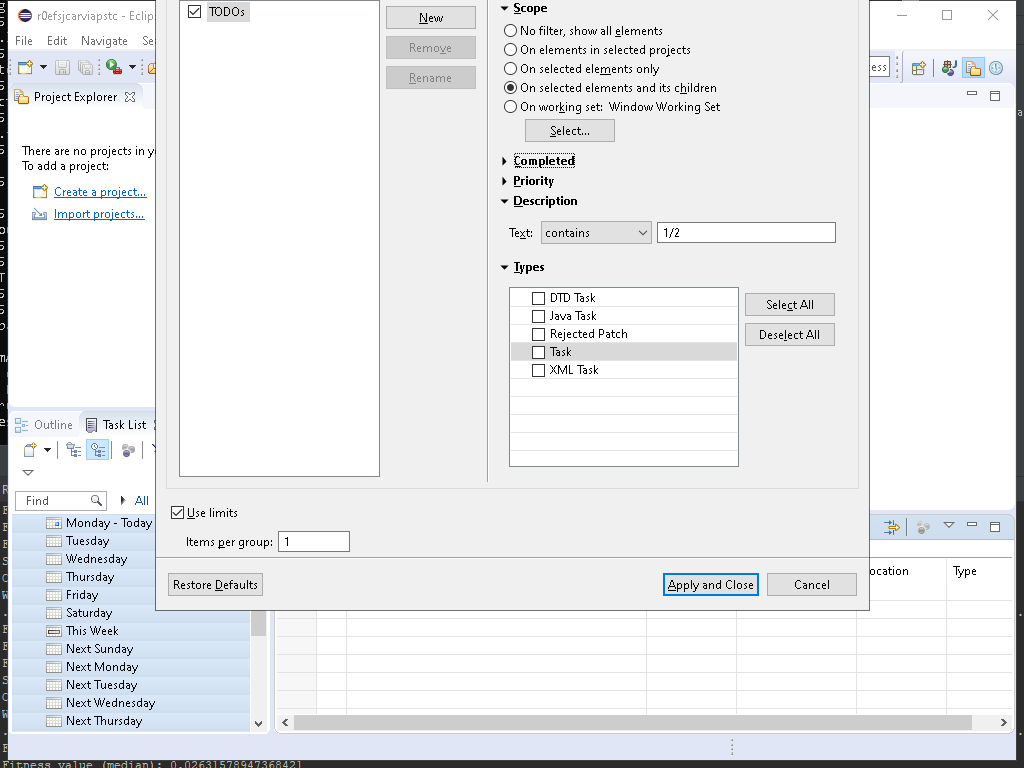 r0efsjcarviapstc - Eclip
File Edit Navigate Se
ess
Project Explorer
There are no projects in y
To add a project:
Create a project...
Import projects...
TODOs
New
Remove
Rename
Scope
No filter, show all elements
On elements in selected projects
On selected elements only
On selected elements and its children
On working set: Window Working Set
Select...
Completed
Priority
Description
Text: contains 1/2
Types
DTD Task
Java Task
Rejected Patch
Task
XML Task
Select All
Deselect All
Use limits
Items per group: 1
Restore Defaults
Apply and Close
Cancel
Outline
Task List
Find
All
Monday - Today
Tuesday
Wednesday
Thursday
Friday
Saturday
This Week
Next Sunday
Next Monday
Next Tuesday
Next Wednesday
Next Thursday
ocation
Type
Fitness value (median): 0.02631578947368421